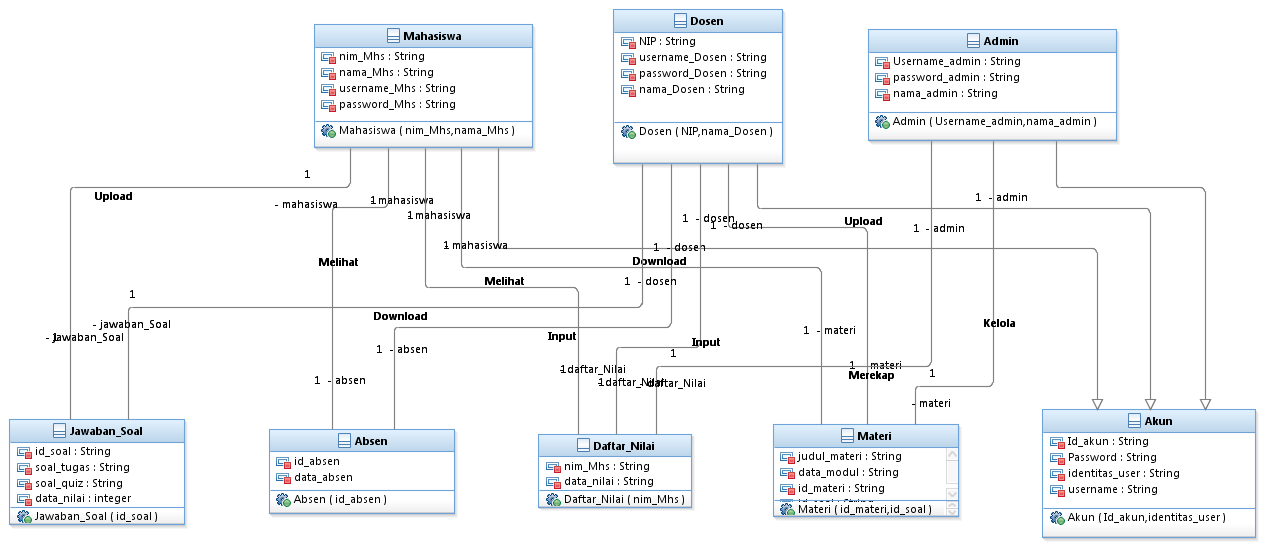 Mahasiswa
nim_Mhs : String
nama_Mhs : String
username_Mhs : String
password_Mhs : String
Mahasiswa ( nim_Mhs,nama_Mhs )
Dosen
NIP : String
username_Dosen : String
password_Dosen : String
nama_Dosen : String
Dosen ( NIP,nama_Dosen )
Admin
Username_admin : String
password_admin : String
nama_admin : String
Admin ( Username_admin,nama_admin )
1
Upload
- mahasiswa
1
- mahasiswa
1
- mahasiswa
1
- mahasiswa
1 - dosen
1 - dosen
1 - dosen
1 - dosen
Upload
1 - admin
1 - admin
Melihat
Melihat
Download
1
- jawaban_Soal
1
- jawaban_Soal
Download
1 - absen
1 - absen
Input
Input
1
- daftar_Nilai
1
- daftar_Nilai
1
- daftar_Nilai
1 - materi
1 - materi
Merekap
Kelola
1
- materi
Jawaban_Soal
id_soal : String
soal_tugas : String
soal_quiz : String
data_nilai : integer
Jawaban_Soal ( id_soal )
Absen
id_absen
data_absen
Absen ( id_absen )
Daftar_Nilai
nim_Mhs : String
data_nilai : String
Daftar_Nilai ( nim_Mhs )
Materi
judul_materi : String
data_modul : String
id_materi : String
Materi ( id_materi,id_soal )
Akun
Id_akun : String
Password : String
identitas_user : String
username : String
Akun ( Id_akun,identitas_user )